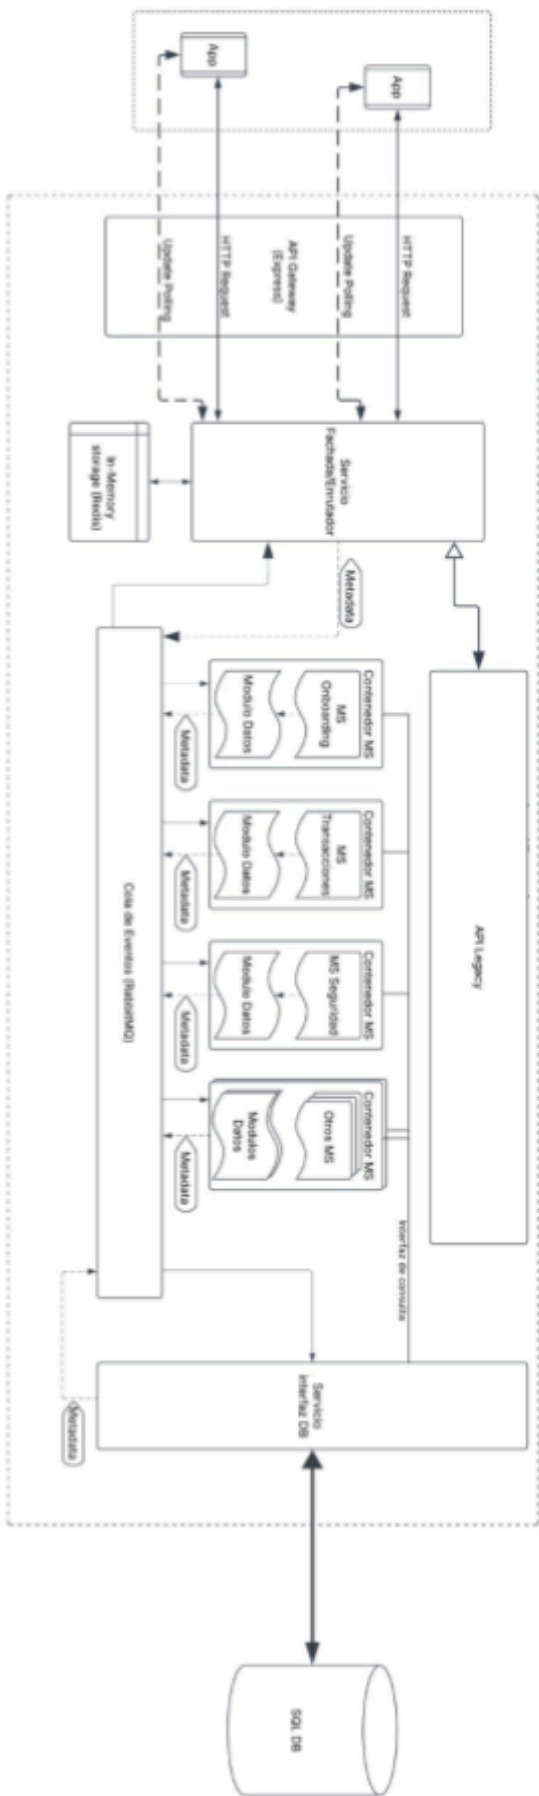 App
App
HTTP Request
Update Polling
API Gateway
(Express)
HTTP Request
Update Polling
Servicio
Fachada/Enrutador
In-Memory
storage (Redis)
Metadata
API Legacy
Contenedor MS
MS
Onboarding
Modulo Datos
Metadata
Contenedor MS
MS
Transacciones
Modulo Datos
Metadata
Contenedor MS
MS Seguridad
Modulo Datos
Metadata
Contenedor MS
Otros MS
Modulos
Datos
Metadata
Cola de Eventos (RabbitMQ)
Interfaz de consulta
Servicio
interfaz DB
Metadata
SQL DB